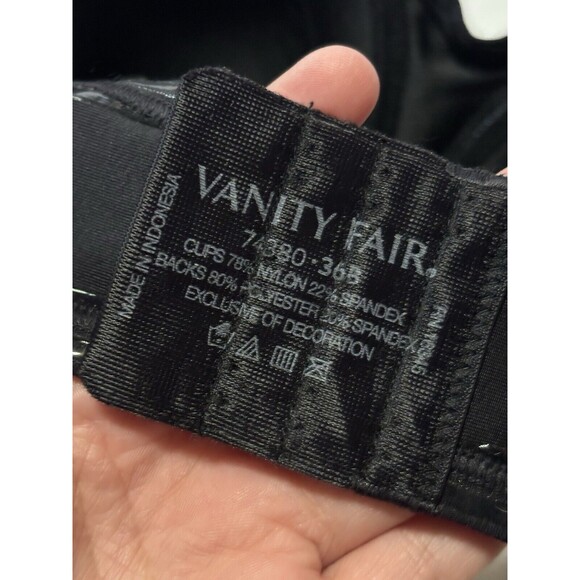 VANITY FAIR®
74380·36B
CUPS 78% NYLON 22% SPANDEX
BACKS 80% POLYESTER 20% SPANDEX
EXCLUSIVE OF DECORATION
MADE IN INDONESIA
RN